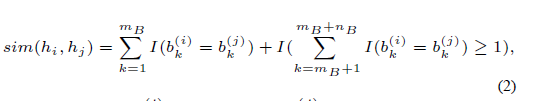 sim(h_i, h_j) = \sum_{k=1}^{m_B} I(b_k^{(i)} = b_k^{(j)}) + I(\sum_{k=m_B+1}^{m_B+n_B} I(b_k^{(i)} = b_k^{(j)}) \geq 1),
(2)